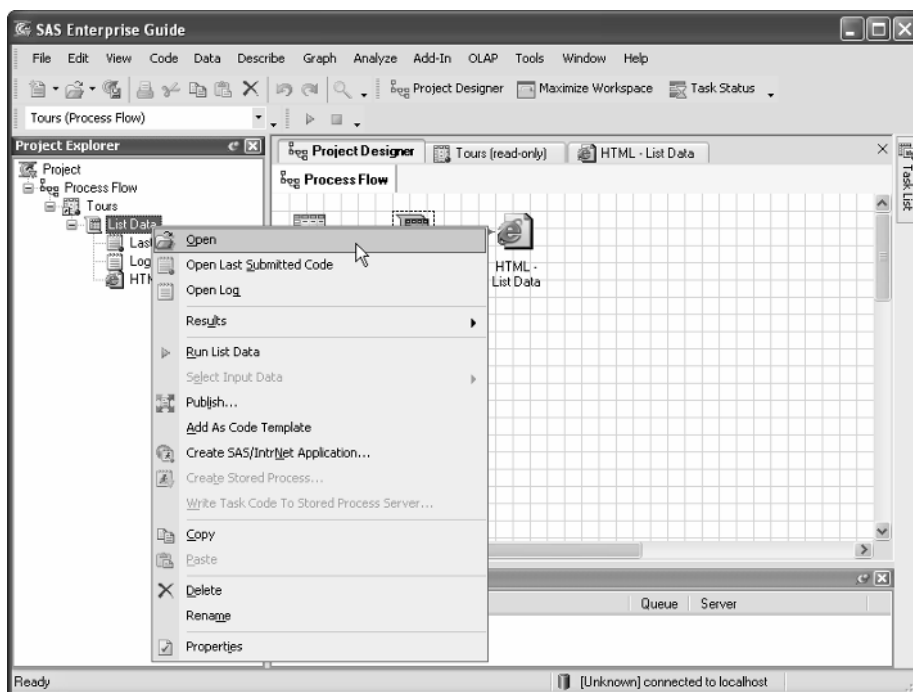 SAS Enterprise Guide
File Edit View Code Data Describe Graph Analyze Add-In OLAP Tools Window Help
Project Designer Maximize Workspace Task Status
Tours (Process Flow)
Project Explorer
Project
Process Flow
Tours
List Data
Last
Log
HTM
Project Designer Tours (read-only) HTML - List Data
Process Flow
HTML -
List Data
Open
Open Last Submitted Code
Open Log
Results
Run List Data
Select Input Data
Publish...
Add As Code Template
Create SAS/IntrNet Application...
Create Stored Process...
Write Task Code To Stored Process Server...
Copy
Paste
Delete
Rename
Properties
Task List
Queue Server
Ready
[Unknown] connected to localhost